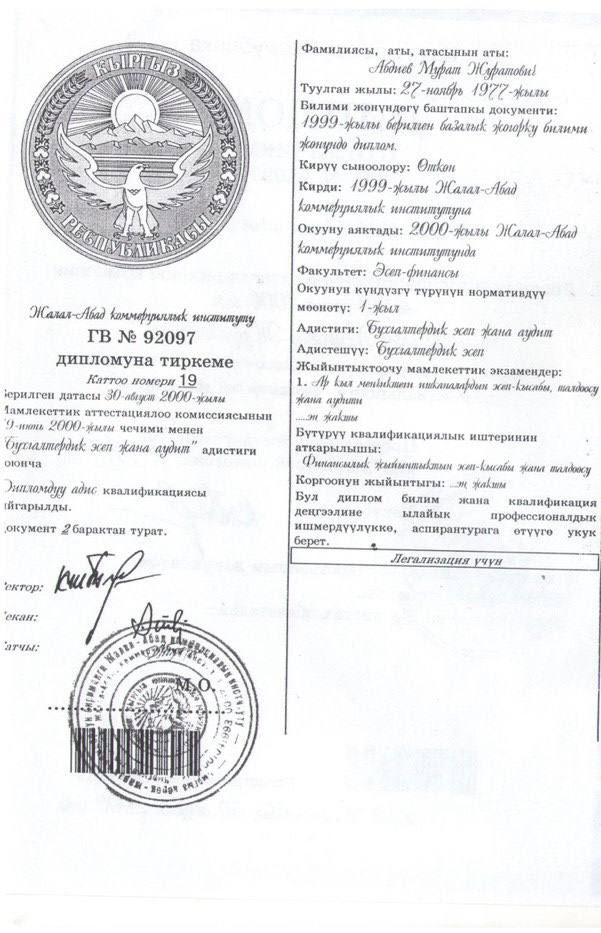 КЫРГЫЗ
РЕСПУБЛИКАСЫ
Жалал-Абад коммерциялык институту
ГВ № 92097
дипломуна тиркеме
Каттоо номери 19
Берилген датасы 30-август 2000-жылы
Мамлекеттик аттестациялоо комиссиясынын
9-июнь 2000-жылы чечими менен
"Бухгалтердик эсеп жана аудит" адистиги
боюнча
Дипломдуу адис квалификациясы
ыйгарылды.
Документ 2 барактан турат.
Ректор:
Декан:
Катчы:
М.О.
Фамилиясы, аты, атасынын аты:
Абдиев Мурат Журатович
Туулган жылы: 27-ноябрь 1977-жылы
Билими жөнүндөгү баштапкы документи:
1999-жылы берилген базалык жогорку билими
жонундо диплом.
Кирүү сыноолору: Өткөн
Кирди: 1999-жылы Жалал-Абад
коммерциялык институтуна
Окууну аяктады: 2000-жылы Жалал-Абад
коммерциялык институтунда
Факультет: Эсеп-финансы
Окуунун күндүзгү түрүнүн нормативдүү
мөөнөтү: 1-жыл
Адистиги: Бухгалтердик эсеп жана аудит
Адистешүү: Бухгалтердик эсеп
Жыйынтыктоочу мамлекеттик экзамендер:
1. Ар кыл менчиктеги ишканалардын эсеп-кысабы, талдоосу
жана аудити
.....эң жакты
Бүтүрүү квалификациялык иштеринин
аткарылышы:
Финансылык жыйынтыктын эсеп-кысабы жана талдоосу
Коргоонун жыйынтыгы: ...эң жакты
Бул диплом билим жана квалификация
деңгээлине ылайык профессионалдык
ишмердүүлүккө, аспирантурага өтүүгө укук
берет.
Легализация үчүн